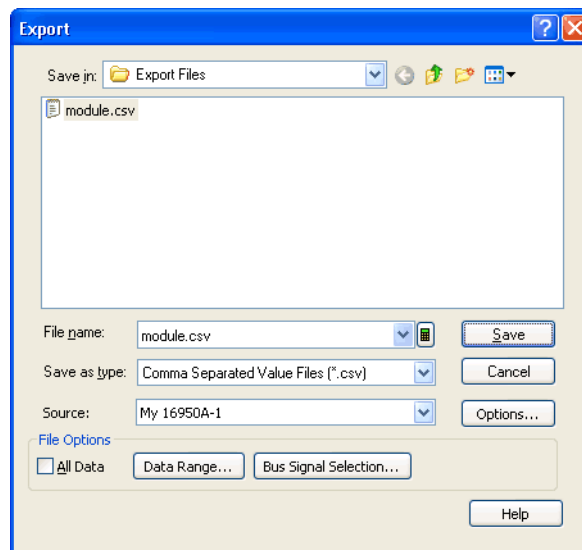 Export
Save in: Export Files
module.csv
File name: module.csv Save
Save as type: Comma Separated Value Files (*.csv) Cancel
Source: My 16950A-1 Options...
File Options
All Data Data Range... Bus Signal Selection...
Help